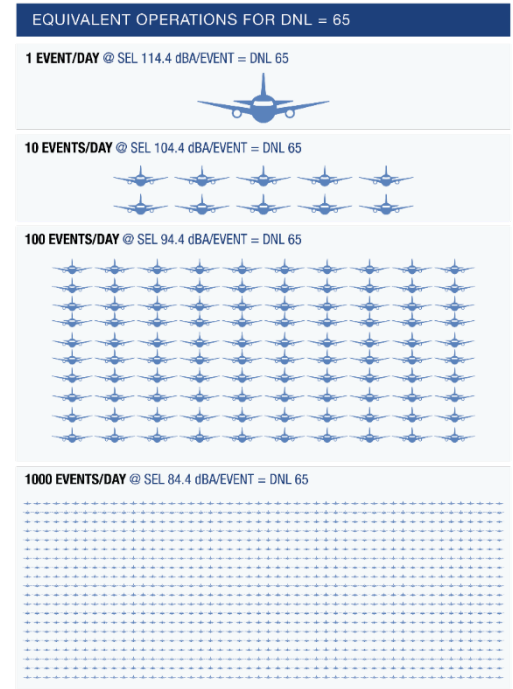 EQUIVALENT OPERATIONS FOR DNL = 65
1 EVENT/DAY @ SEL 114.4 dBA/EVENT = DNL 65
10 EVENTS/DAY @ SEL 104.4 dBA/EVENT = DNL 65
100 EVENTS/DAY @ SEL 94.4 dBA/EVENT = DNL 65
1000 EVENTS/DAY @ SEL 84.4 dBA/EVENT = DNL 65